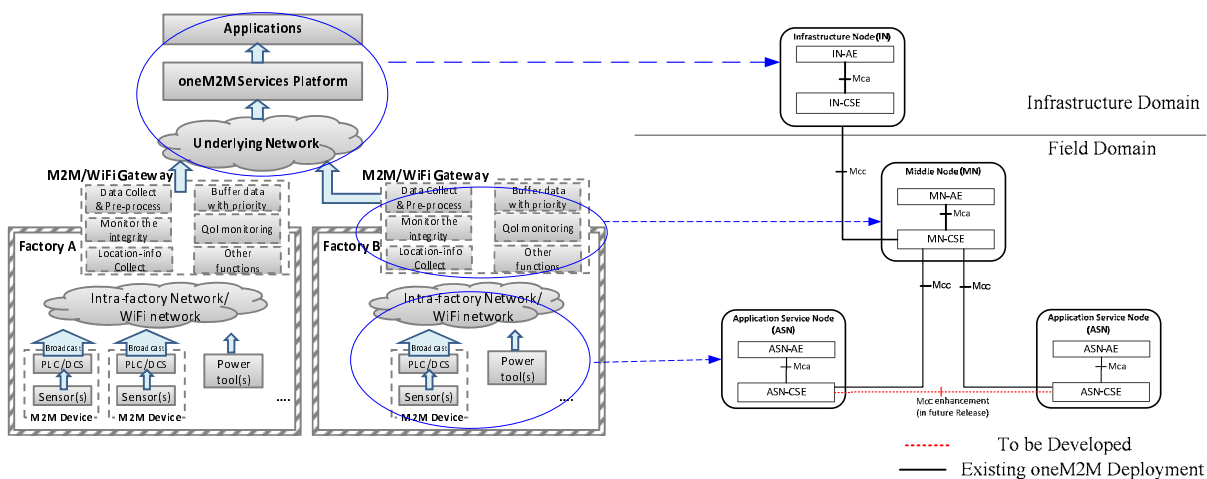 Applications
oneM2M Services Platform
Underlying Network
M2M/WiFi Gateway
Data Collect
& Pre-process
Buffer data
with priority
Monitor the
integrity
QoI monitoring
Location-info
Collect
Other
functions
Factory A
Intra-factory Network/
WiFi network
Broadcast
PLC/DCS
Sensor(s)
M2M Device
Broadcast
PLC/DCS
Sensor(s)
M2M Device
Power
tool(s)
....
M2M/WiFi Gateway
Data Collect
& Pre-process
Buffer data
with priority
Monitor the
integrity
QoI monitoring
Location-info
Collect
Other
functions
Factory B
Intra-factory Network/
WiFi network
Broadcast
PLC/DCS
Sensor(s)
M2M Device
Power
tool(s)
....
Infrastructure Node (IN)
IN-AE
Mca
IN-CSE
Infrastructure Domain
Field Domain
Mcc
Middle Node (MN)
MN-AE
Mca
MN-CSE
Mcc
Mcc
Application Service Node
(ASN)
ASN-AE
Mca
ASN-CSE
Application Service Node
(ASN)
ASN-AE
Mca
ASN-CSE
Mcc enhancement
(in future Release)
To be Developed
Existing oneM2M Deployment